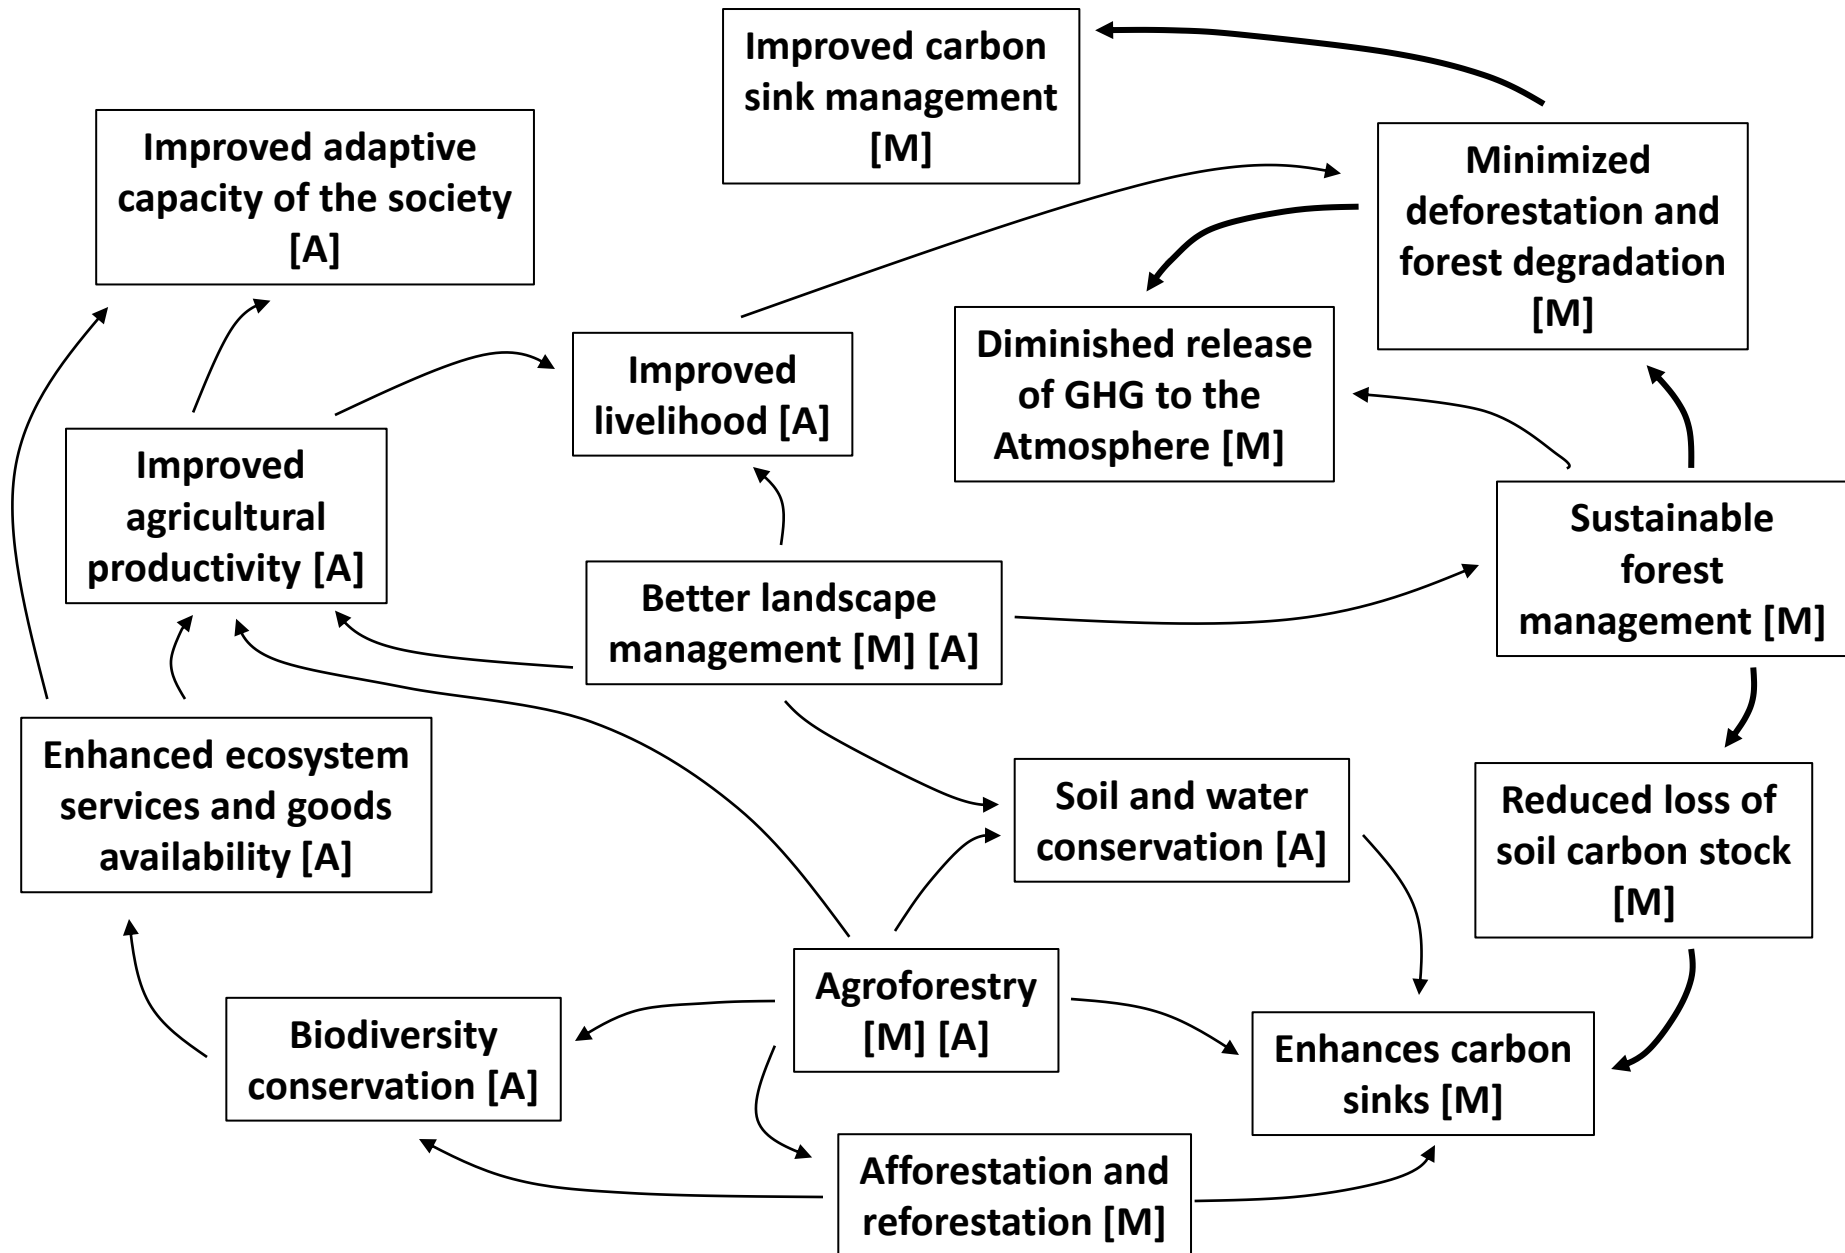 Improved carbon
sink management
[M]
Improved adaptive
capacity of the society
[A]
Minimized
deforestation and
forest degradation
[M]
Diminished release
of GHG to the
Atmosphere [M]
Improved
livelihood [A]
Improved
agricultural
productivity [A]
Sustainable
forest
management [M]
Better landscape
management [M] [A]
Enhanced ecosystem
services and goods
availability [A]
Soil and water
conservation [A]
Reduced loss of
soil carbon stock
[M]
Agroforestry
[M] [A]
Biodiversity
conservation [A]
Enhances carbon
sinks [M]
Afforestation and
reforestation [M]